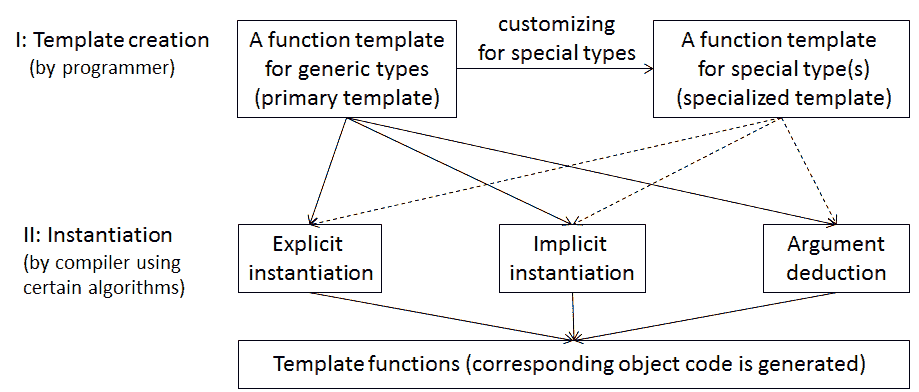 I: Template creation
(by programmer)
A function template
for generic types
(primary template)
customizing
for special types
A function template
for special type(s)
(specialized template)
II: Instantiation
(by compiler using
certain algorithms)
Explicit
instantiation
Implicit
instantiation
Argument
deduction
Template functions (corresponding object code is generated)